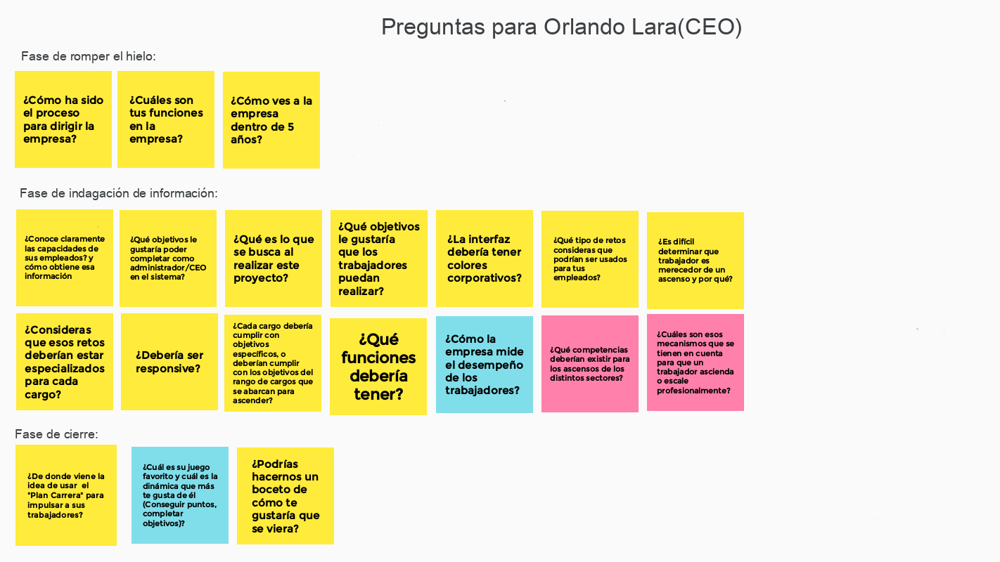 Preguntas para Orlando Lara(CEO)
Fase de romper el hielo:
¿Cómo ha sido
el proceso
para dirigir la
empresa?
¿Cuáles son
tus funciones
en la
empresa?
¿Cómo ves a la
empresa
dentro de 5
años?
Fase de indagación de información:
¿Conoce claramente
las capacidades de
sus empleados? y
cómo obtiene esa
información
¿Qué objetivos le
gustaría poder
completar como
administrador/CEO
en el sistema?
¿Qué es lo que
se busca al
realizar este
proyecto?
¿Qué objetivos
le gustaría
que los
trabajadores
puedan
realizar?
¿La interfaz
debería tener
colores
corporativos?
¿Qué tipo de retos
consideras que
podrían ser usados
para tus
empleados?
¿Es difícil
determinar que
trabajador es
merecedor de un
ascenso y por qué?
¿Consideras
que esos retos
deberían estar
especializados
para cada
cargo?
¿Debería ser
responsive?
¿Cada cargo debería
cumplir con
objetivos
específicos, o
deberían cumplir
con los objetivos del
rango de cargos que
se abarcan para
ascender?
¿Qué
funciones
debería
tener?
¿Cómo la
empresa mide
el desempeño
de los
trabajadores?
¿Qué competencias
deberían existir para
los ascensos de los
distintos sectores?
¿Cuáles son esos
mecanismos que se
tienen en cuenta
para que un
trabajador ascienda
o escale
profesionalmente?
Fase de cierre:
¿De donde viene la
idea de usar el
"Plan Carrera" para
impulsar a sus
trabajadores?
¿Cuál es su juego
favorito y cuál es la
dinámica que más
te gusta de él
(Conseguir puntos,
completar
objetivos)?
¿Podrías
hacernos un
boceto de
cómo te
gustaría que
se viera?